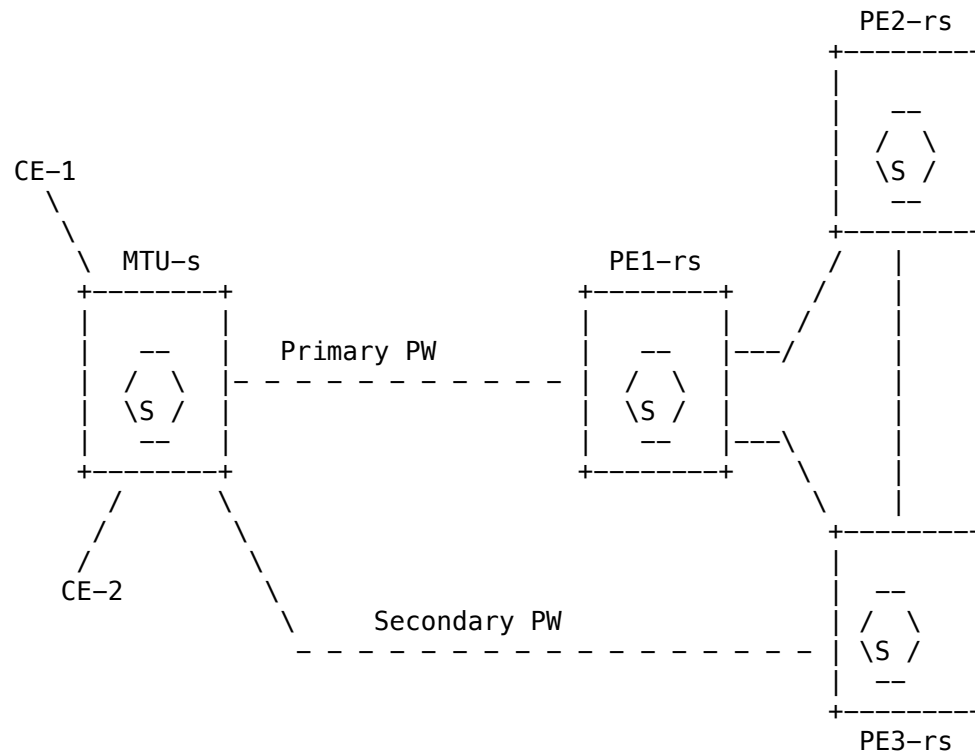 PE2-rs
S
CE-1
MTU-s
PE1-rs
Primary PW
S
S
CE-2
Secondary PW
S
PE3-rs